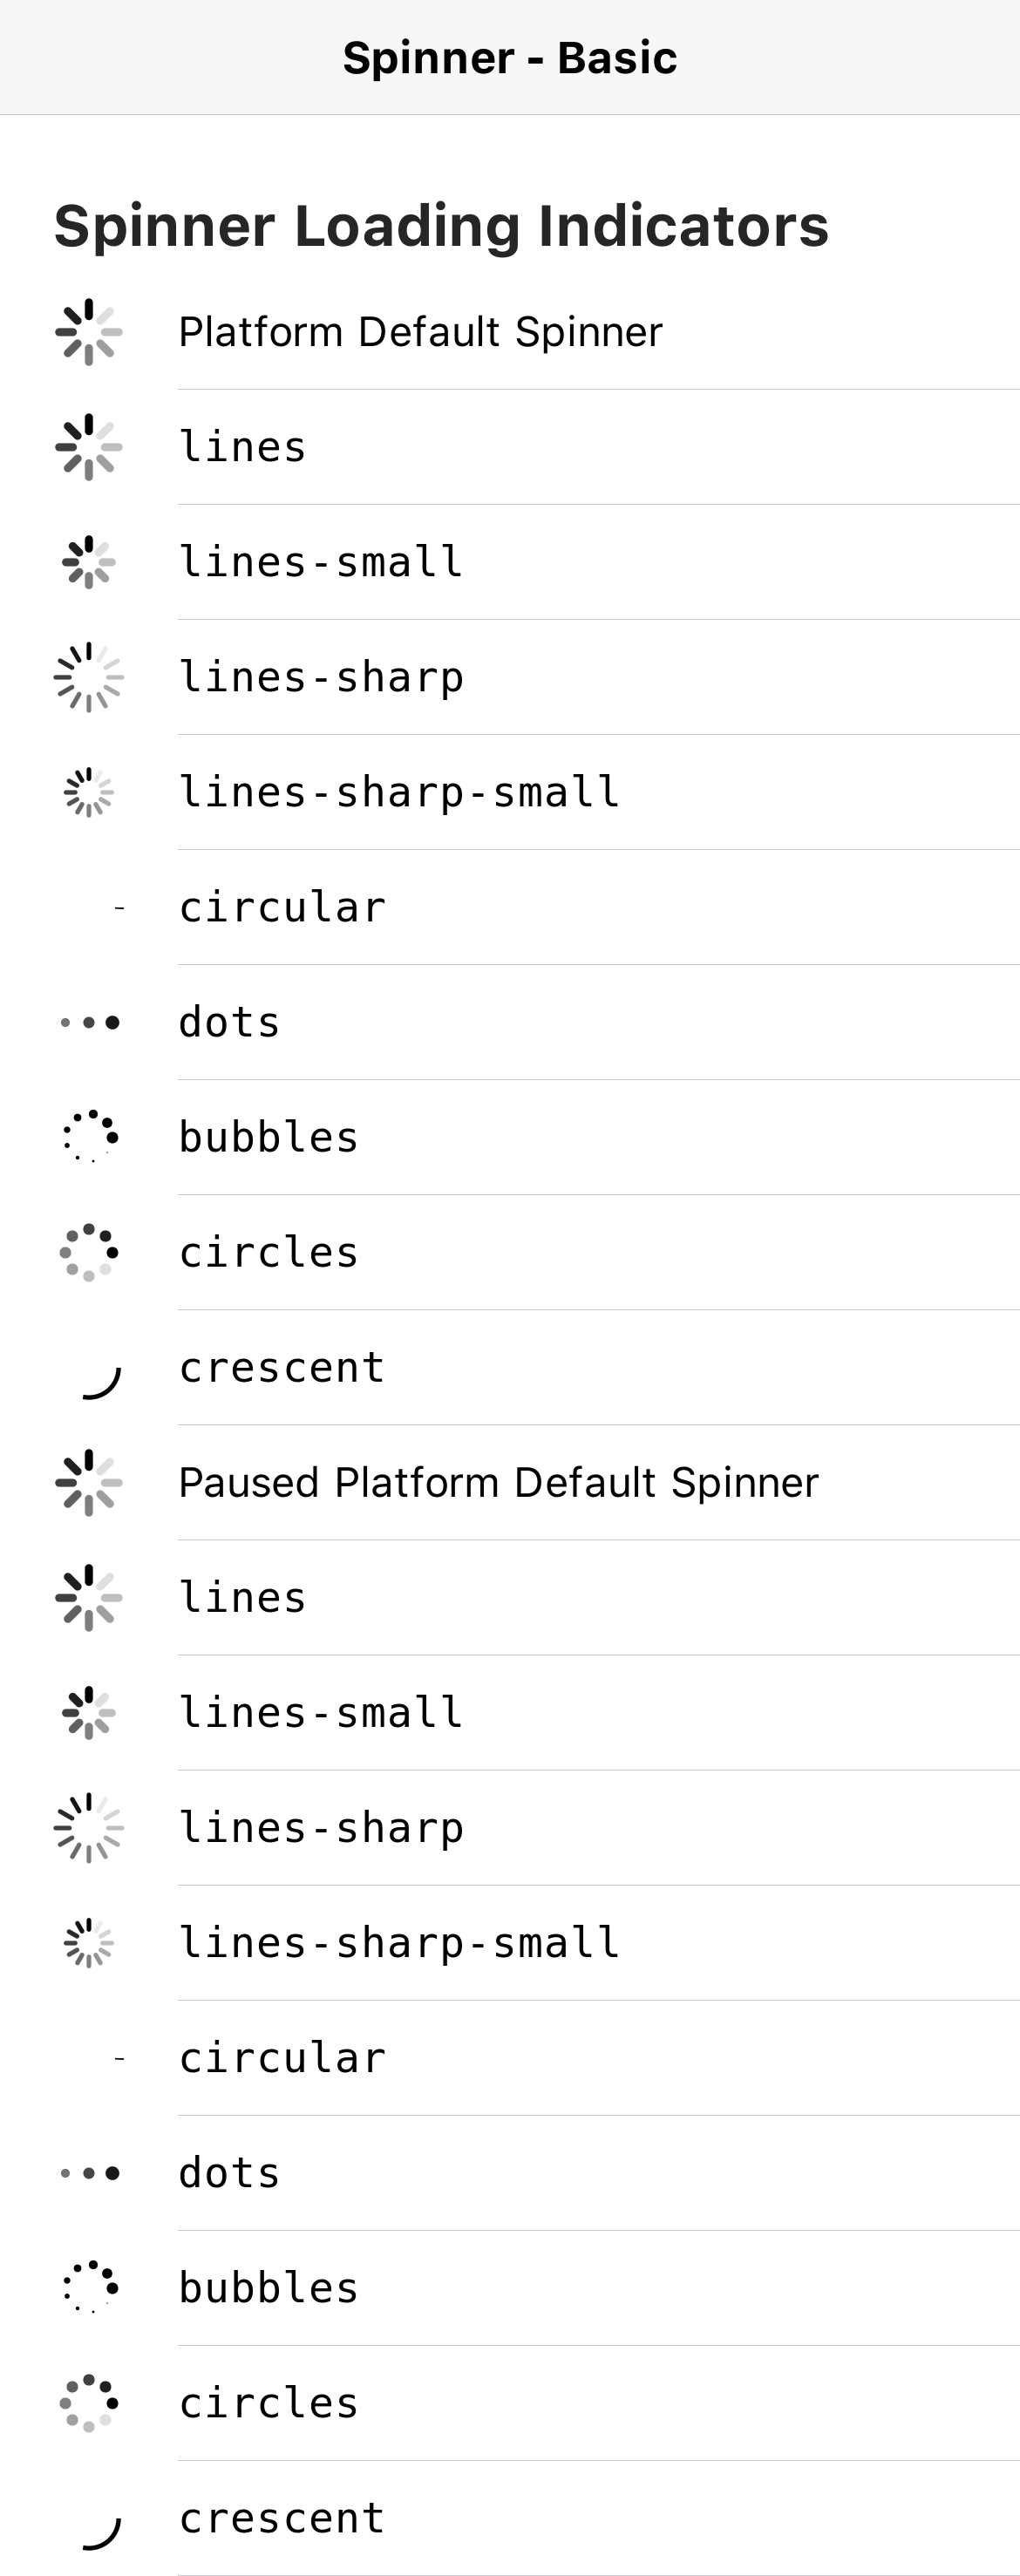 Spinner - Basic
Spinner Loading Indicators
Platform Default Spinner
lines
lines-small
lines-sharp
lines-sharp-small
circular
dots
bubbles
circles
crescent
Paused Platform Default Spinner
lines
lines-small
lines-sharp
lines-sharp-small
circular
dots
bubbles
circles
crescent